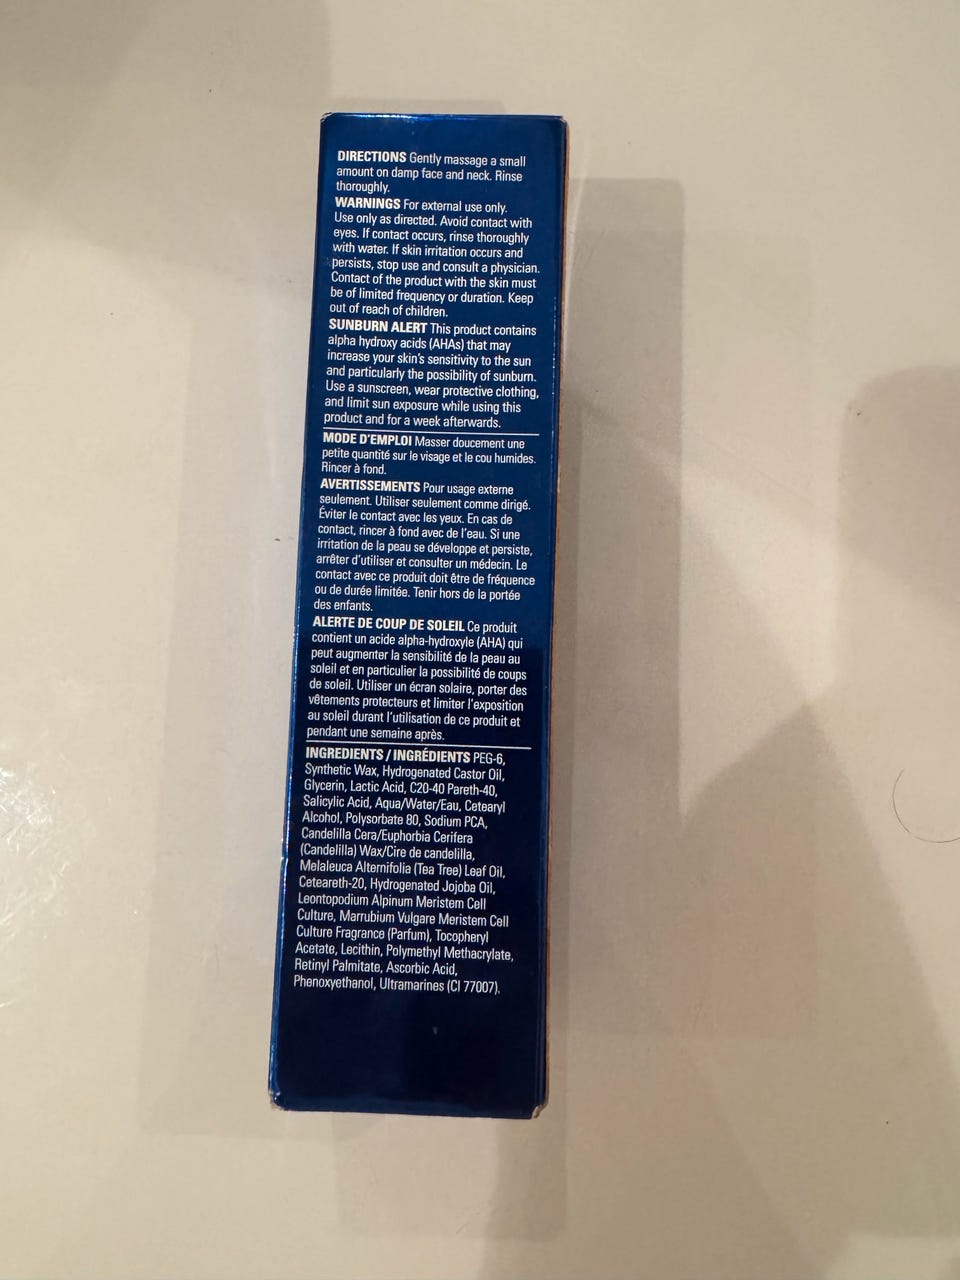 DIRECTIONS Gently massage a small
amount on damp face and neck. Rinse
thoroughly.
WARNINGS For external use only.
Use only as directed. Avoid contact with
eyes. If contact occurs, rinse thoroughly
with water. If skin irritation occurs and
persists, stop use and consult a physician.
Contact of the product with the skin must
be of limited frequency or duration. Keep
out of reach of children.
SUNBURN ALERT This product contains
alpha hydroxy acids (AHAs) that may
increase your skin's sensitivity to the sun
and particularly the possibility of sunburn.
Use a sunscreen, wear protective clothing,
and limit sun exposure while using this
product and for a week afterwards.
MODE D'EMPLOI Masser doucement une
petite quantité sur le visage et le cou humides.
Rincer à fond.
AVERTISSEMENTS Pour usage externe
seulement. Utiliser seulement comme dirigé.
Éviter le contact avec les yeux. En cas de
contact, rincer à fond avec de l'eau. Si une
irritation de la peau se développe et persiste,
arrêter d'utiliser et consulter un médecin. Le
contact avec ce produit doit être de fréquence
ou de durée limitée. Tenir hors de la portée
des enfants.
ALERTE DE COUP DE SOLEIL Ce produit
contient un acide alpha-hydroxyle (AHA) qui
peut augmenter la sensibilité de la peau au
soleil et en particulier la possibilité de coups
de soleil. Utiliser un écran solaire, porter des
vêtements protecteurs et limiter l'exposition
au soleil durant l'utilisation de ce produit et
pendant une semaine après.
INGREDIENTS / INGRÉDIENTS PEG-6,
Synthetic Wax, Hydrogenated Castor Oil,
Glycerin, Lactic Acid, C20-40 Pareth-40,
Salicylic Acid, Aqua/Water/Eau, Cetearyl
Alcohol, Polysorbate 80, Sodium PCA,
Candelilla Cera/Euphorbia Cerifera
(Candelilla) Wax/Cire de candelilla,
Melaleuca Alternifolia (Tea Tree) Leaf Oil,
Ceteareth-20, Hydrogenated Jojoba Oil,
Leontopodium Alpinum Meristem Cell
Culture, Marrubium Vulgare Meristem Cell
Culture Fragrance (Parfum), Tocopheryl
Acetate, Lecithin, Polymethyl Methacrylate,
Retinyl Palmitate, Ascorbic Acid,
Phenoxyethanol, Ultramarines (CI 77007).